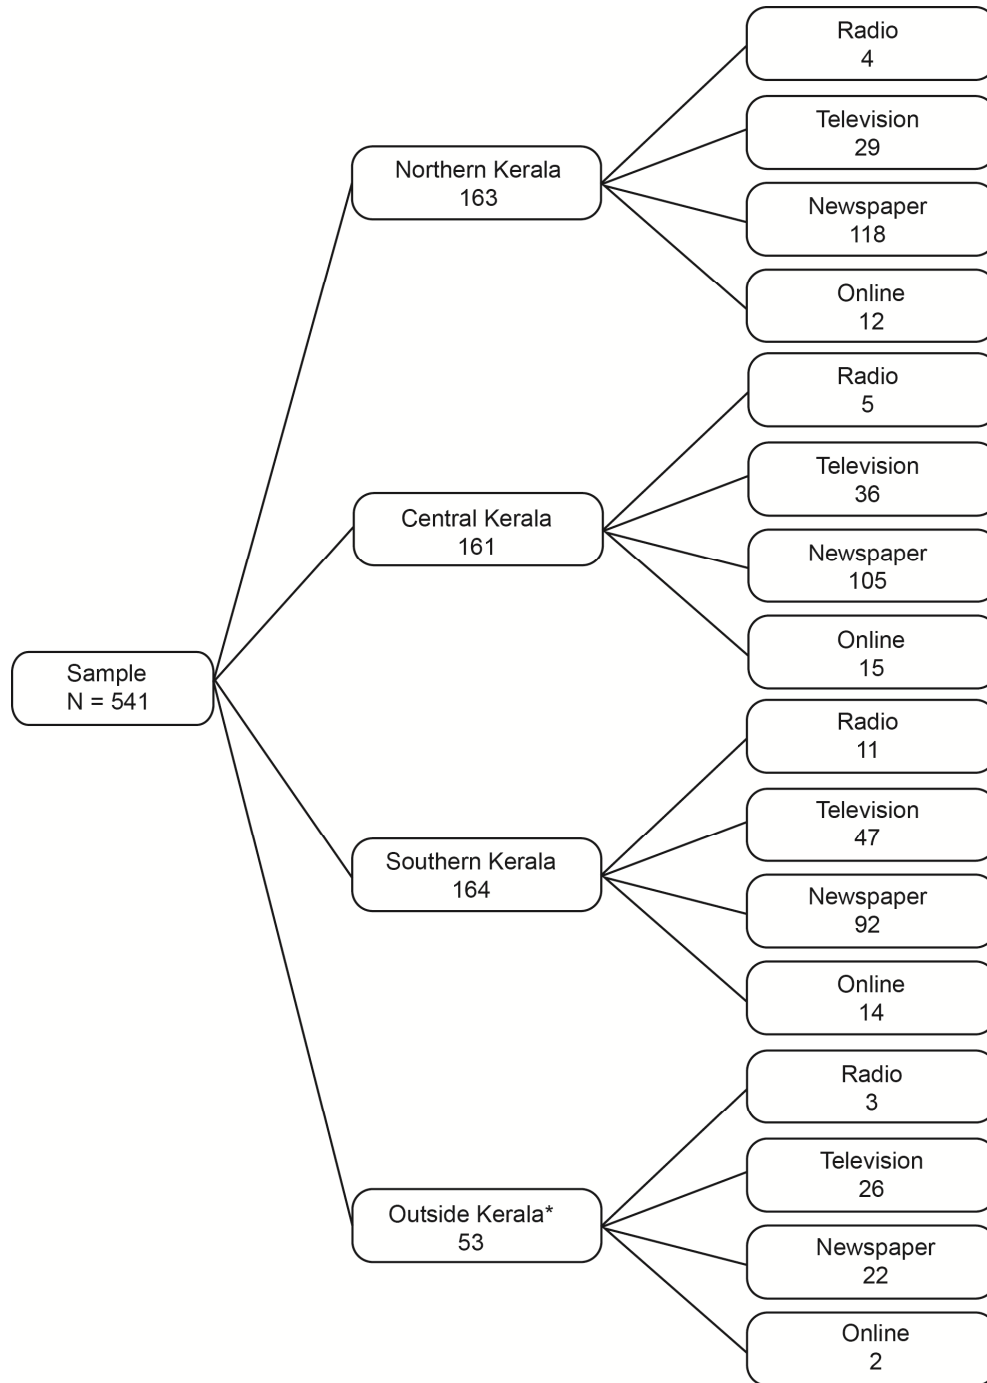 Sample
N = 541
Northern Kerala
163
Radio
4
Television
29
Newspaper
118
Online
12
Central Kerala
161
Radio
5
Television
36
Newspaper
105
Online
15
Southern Kerala
164
Radio
11
Television
47
Newspaper
92
Online
14
Outside Kerala*
53
Radio
3
Television
26
Newspaper
22
Online
2